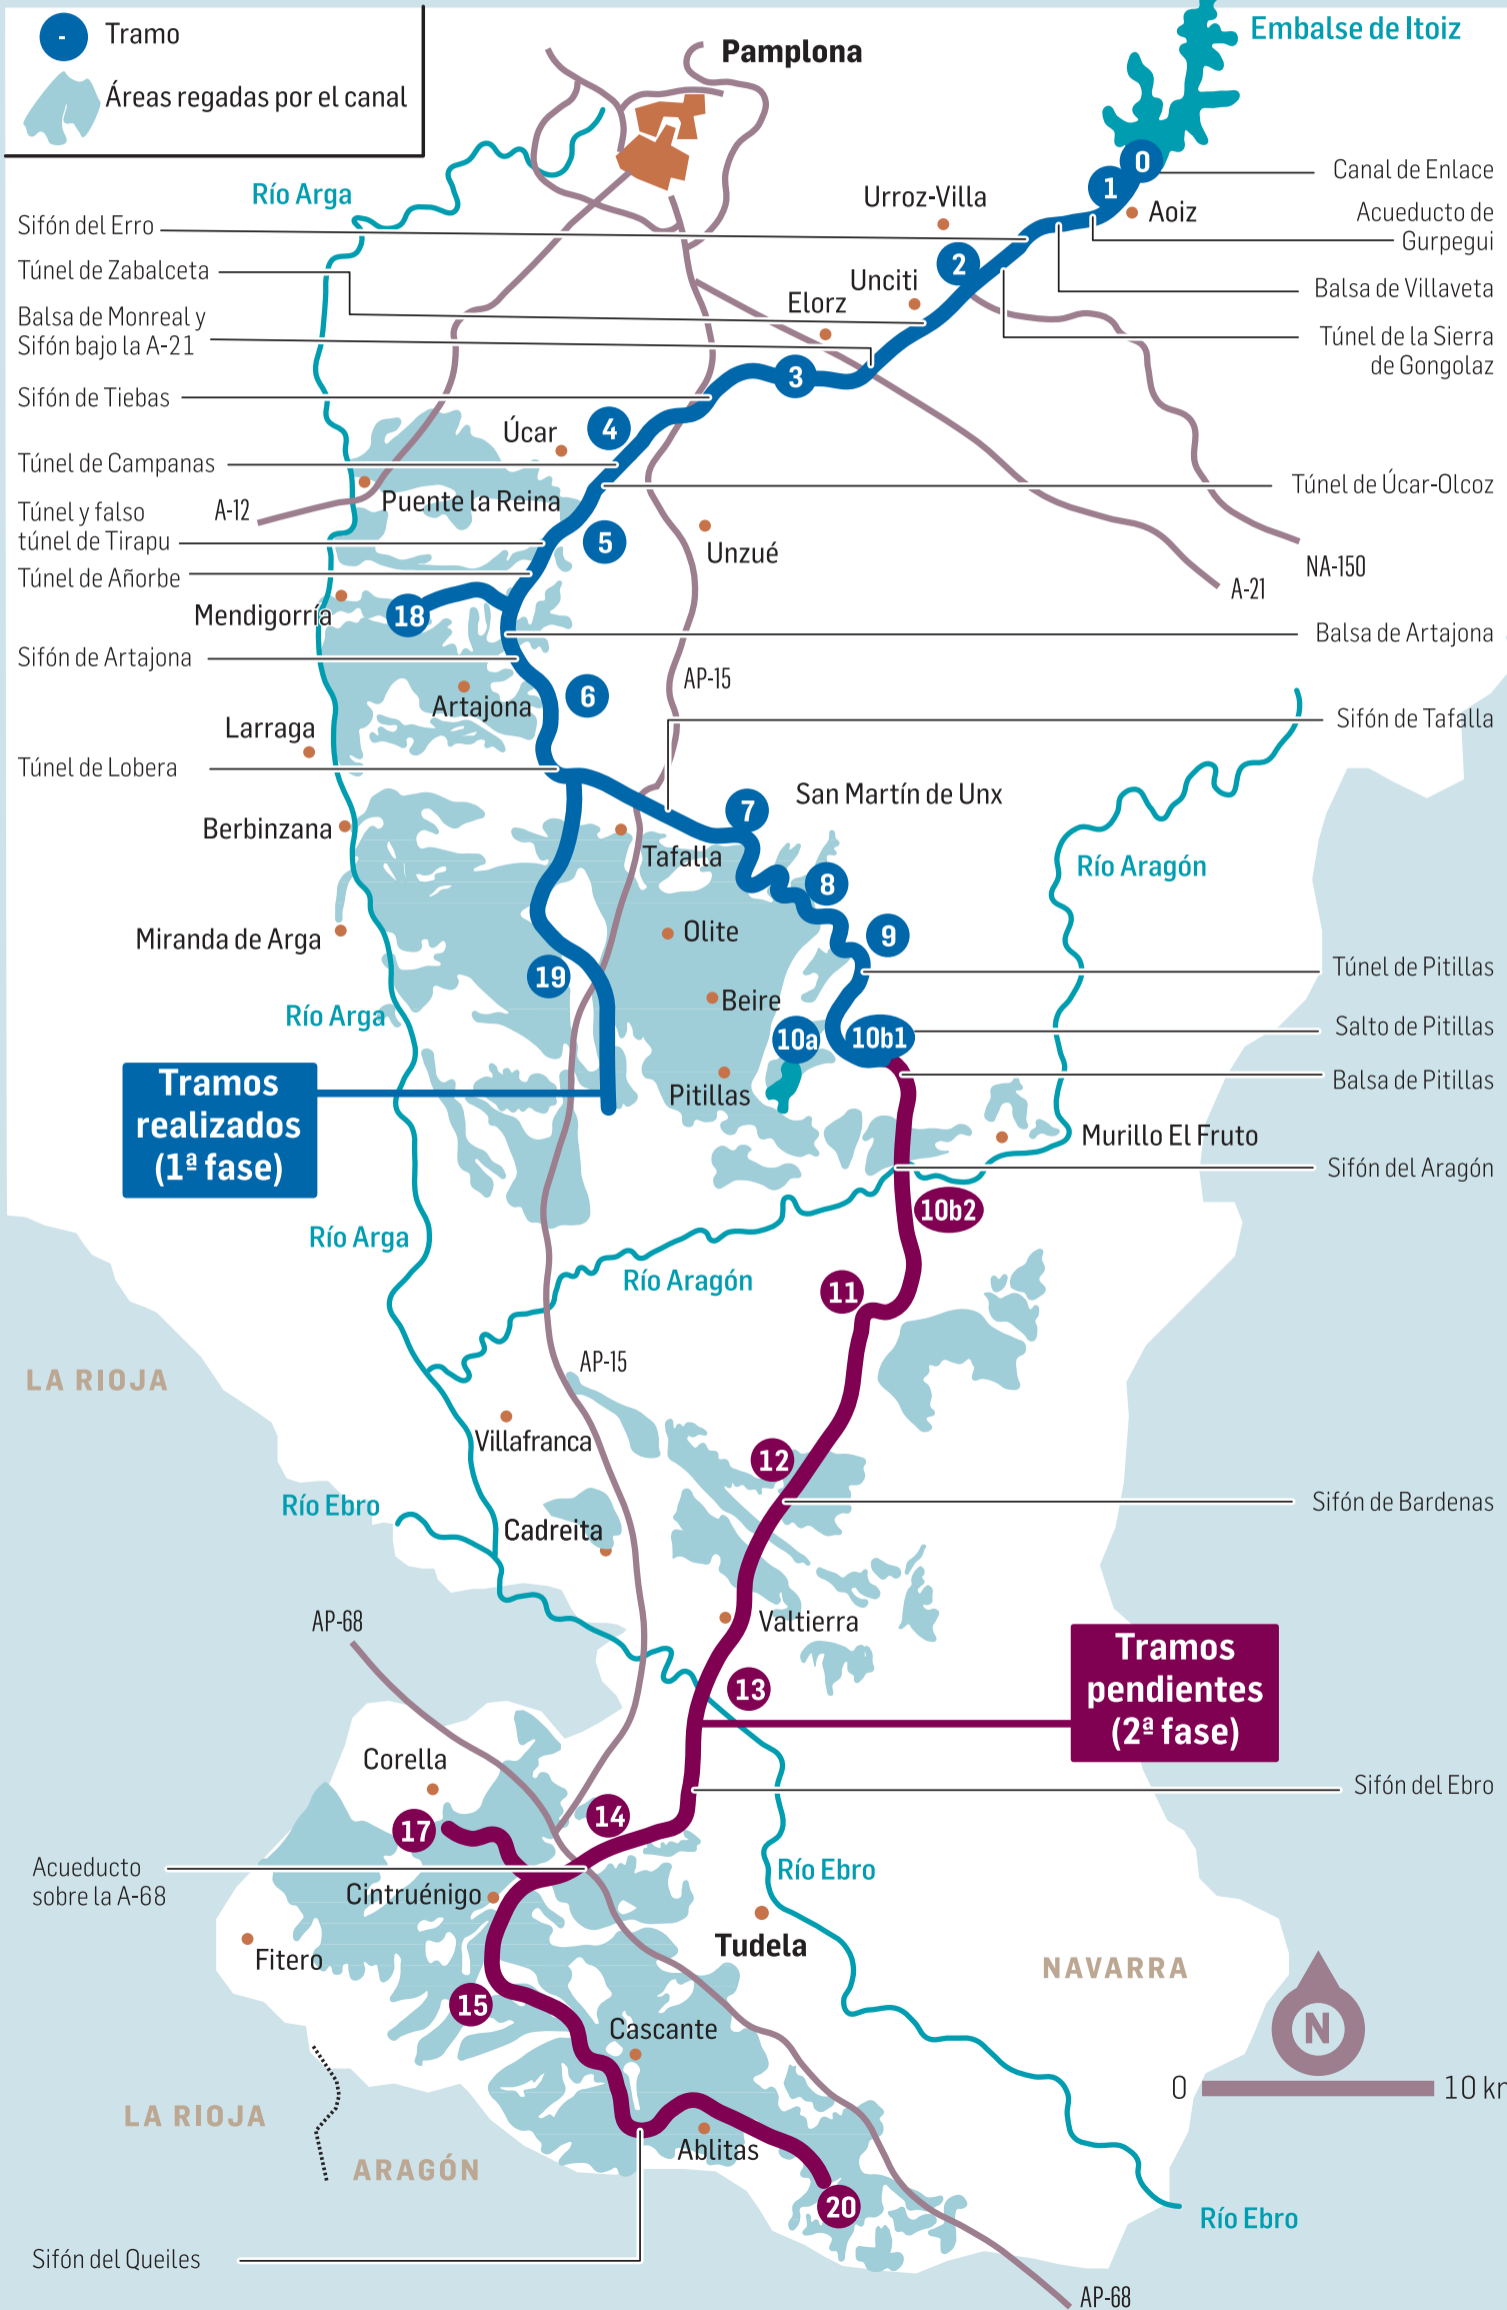 -
Tramo
Áreas regadas por el canal
Pamplona
Embalse de Itoiz
0
1
Canal de Enlace
Río Arga
Urroz-Villa
Aoiz
Acueducto de
Gurpegui
Sifón del Erro
2
Túnel de Zabalceta
Unciti
Balsa de Villaveta
Elorz
Balsa de Monreal y
Sifón bajo la A-21
Túnel de la Sierra
de Gongolaz
3
Sifón de Tiebas
Úcar
4
Túnel de Campanas
Túnel de Úcar-Olcoz
Puente la Reina
A-12
Túnel y falso
túnel de Tirapu
5
Unzué
NA-150
Túnel de Añorbe
A-21
Mendigorría
18
Balsa de Artajona
Sifón de Artajona
AP-15
6
Artajona
Sifón de Tafalla
Larraga
Túnel de Lobera
7
San Martín de Unx
Berbinzana
Tafalla
Río Aragón
8
Miranda de Arga
Olite
9
19
Túnel de Pitillas
Beire
Río Arga
10a
10b1
Salto de Pitillas
Balsa de Pitillas
Pitillas
Tramos
realizados
(1ª fase)
Murillo El Fruto
Sifón del Aragón
10b2
Río Arga
Río Aragón
11
AP-15
LA RIOJA
Villafranca
12
Río Ebro
Sifón de Bardenas
Cadreita
AP-68
Valtierra
Tramos
pendientes
(2ª fase)
13
Corella
Sifón del Ebro
14
17
Acueducto
sobre la A-68
Río Ebro
Cintruénigo
Tudela
Fitero
NAVARRA
15
Cascante
N
0
10 km
LA RIOJA
ARAGÓN
Ablitas
20
Río Ebro
Sifón del Queiles
AP-68